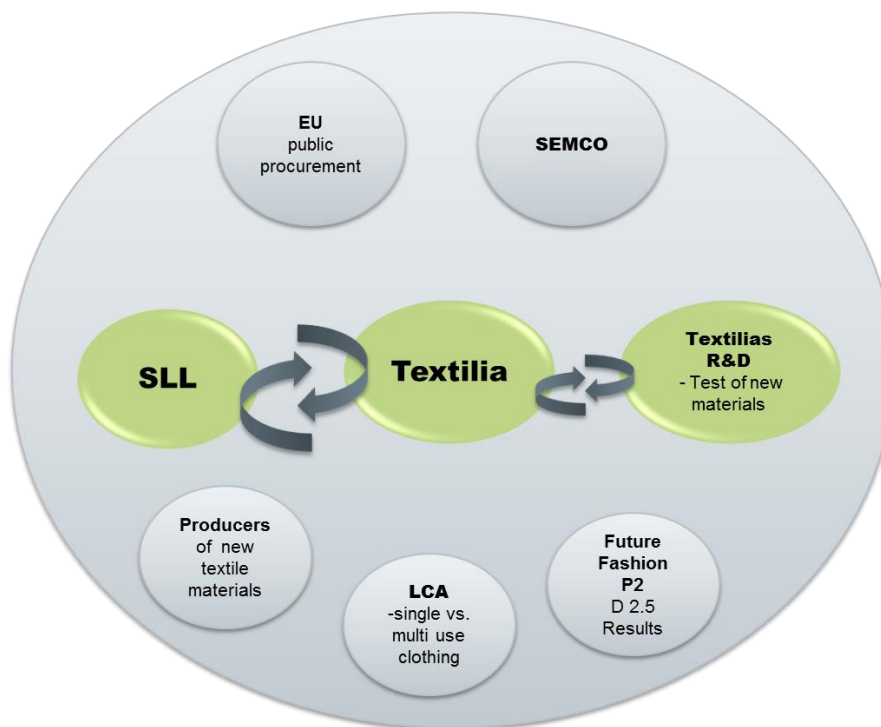 EU
public
procurement
SEMCO
SLL
Textilia
Textilias
R&D
- Test of new
materials
Producers
of new
textile
materials
LCA
-single vs.
multi use
clothing
Future
Fashion
P2
D 2.5
Results